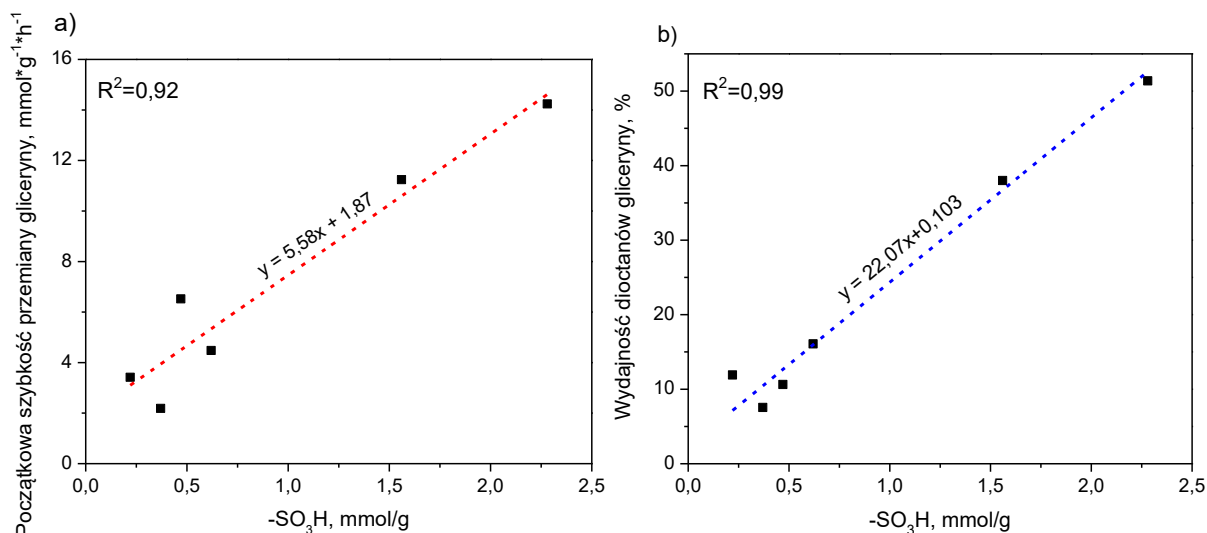 a)
Początkowa szybkość przemiany gliceryny, mmol*g⁻¹*h⁻¹
16
12
8
4
0
R²=0,92
y = 5,58x + 1,87
0,0 0,5 1,0 1,5 2,0 2,5
-SO₃H, mmol/g
b)
Wydajność dioctanów gliceryny, %
50
40
30
20
10
0
R²=0,99
y = 22,07x+0,103
0,0 0,5 1,0 1,5 2,0 2,5
-SO₃H, mmol/g